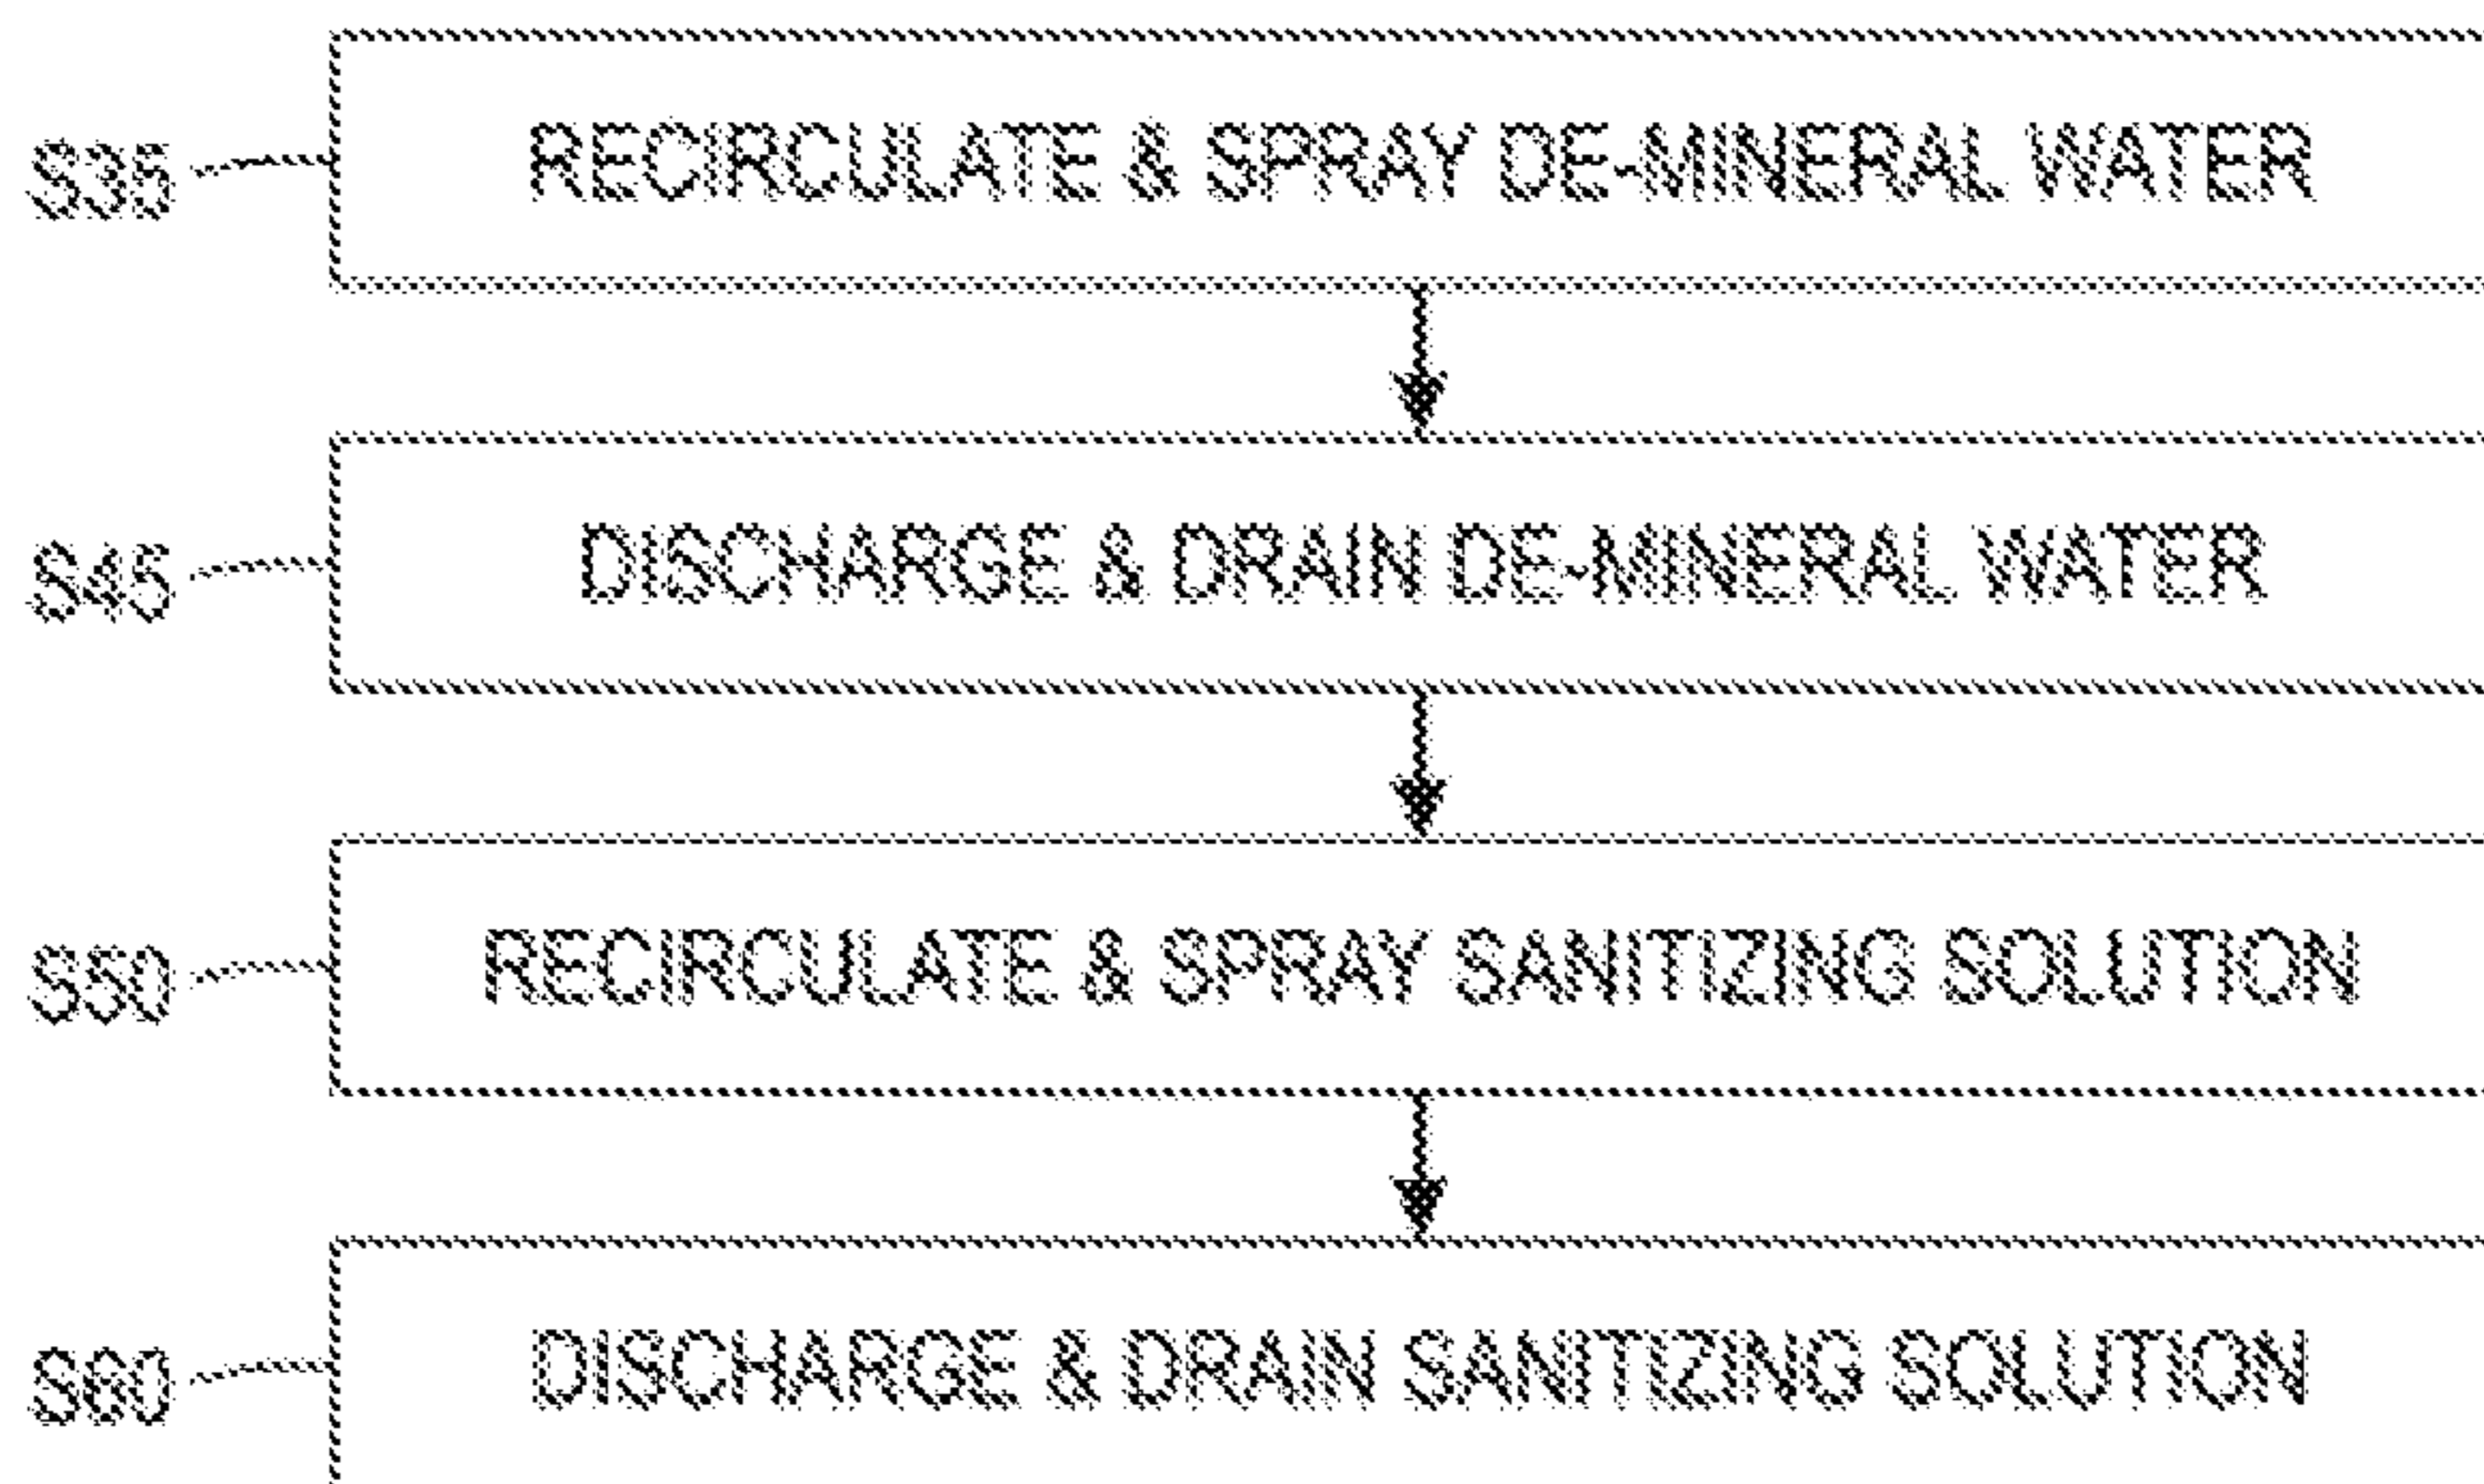 S35 RECIRCULATE & SPRAY DE-MINERAL WATER
S45 DISCHARGE & DRAIN DE-MINERAL WATER
S50 RECIRCULATE & SPRAY SANITIZING SOLUTION
S60 DISCHARGE & DRAIN SANITIZING SOLUTION